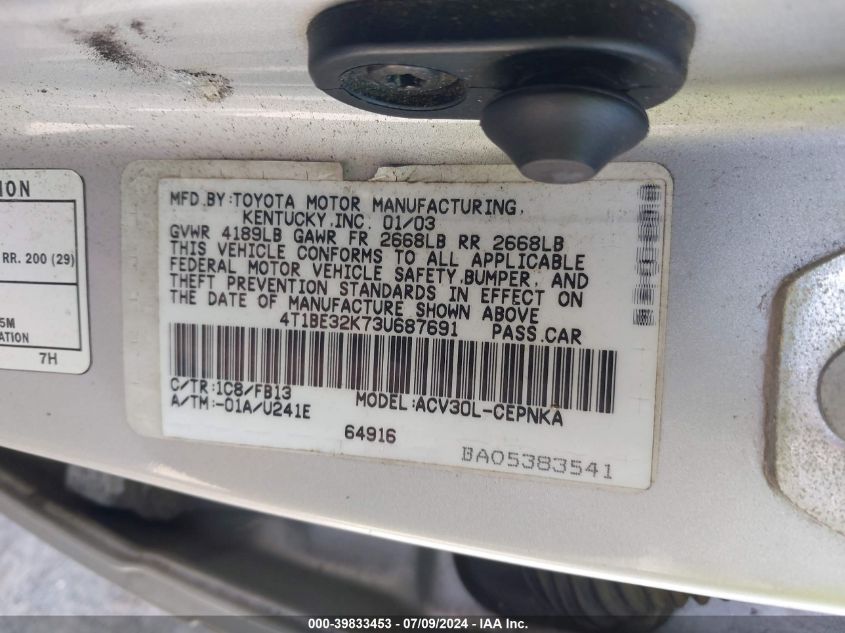 ION
RR. 200 (29)
5M
ATION
7H
MFD.BY:TOYOTA MOTOR MANUFACTURING,
KENTUCKY,INC. 01/03
GVWR 4189LB GAWR FR 2668LB RR 2668LB
THIS VEHICLE CONFORMS TO ALL APPLICABLE
FEDERAL MOTOR VEHICLE SAFETY,BUMPER, AND
THEFT PREVENTION STANDARDS IN EFFECT ON
THE DATE OF MANUFACTURE SHOWN ABOVE
4T1BE32K73U687691 PASS.CAR
C/TR:1C8/FB13 MODEL:ACV30L-CEPNKA
A/TM:-01A/U241E
64916
BA05383541
000-39833453 - 07/09/2024 - IAAI.COM